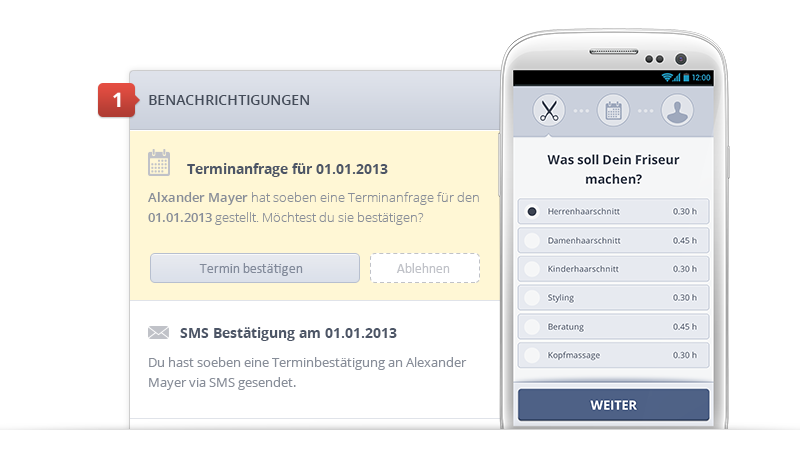 1
BENACHRICHTIGUNGEN
Terminanfrage für 01.01.2013
Alxander Mayer hat soeben eine Terminanfrage für den
01.01.2013 gestellt. Möchtest du sie bestätigen?
Termin bestätigen
Ablehnen
SMS Bestätigung am 01.01.2013
Du hast soeben eine Terminbestätigung an Alexander
Mayer via SMS gesendet.
12:00
Was soll Dein Friseur
machen?
Herrenhaarschnitt 0.30 h
Damenhaarschnitt 0.45 h
Kinderhaarschnitt 0.30 h
Styling 0.30 h
Beratung 0.45 h
Kopfmassage 0.30 h
WEITER